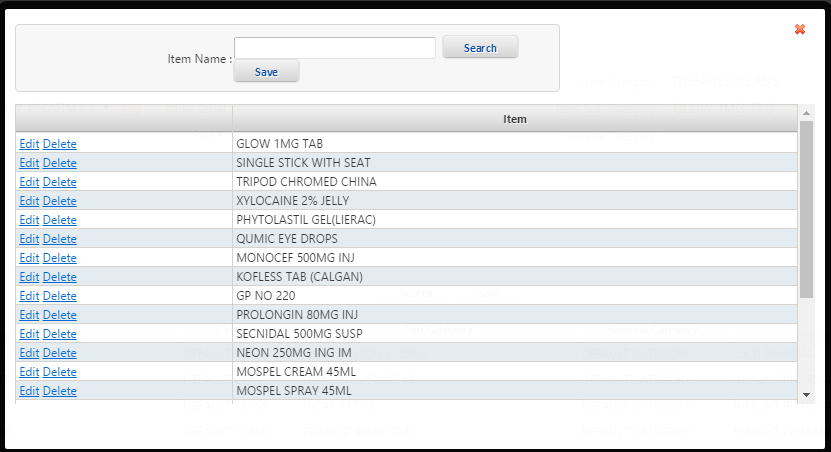 Item Name : Search
Save
Item
Edit Delete GLOW 1MG TAB
Edit Delete SINGLE STICK WITH SEAT
Edit Delete TRIPOD CHROMED CHINA
Edit Delete XYLOCAINE 2% JELLY
Edit Delete PHYTOLASTIL GEL(LIERAC)
Edit Delete QUMIC EYE DROPS
Edit Delete MONOCEF 500MG INJ
Edit Delete KOFLESS TAB (CALGAN)
Edit Delete GP NO 220
Edit Delete PROLONGIN 80MG INJ
Edit Delete SECNIDAL 500MG SUSP
Edit Delete NEON 250MG ING IM
Edit Delete MOSPEL CREAM 45ML
Edit Delete MOSPEL SPRAY 45ML